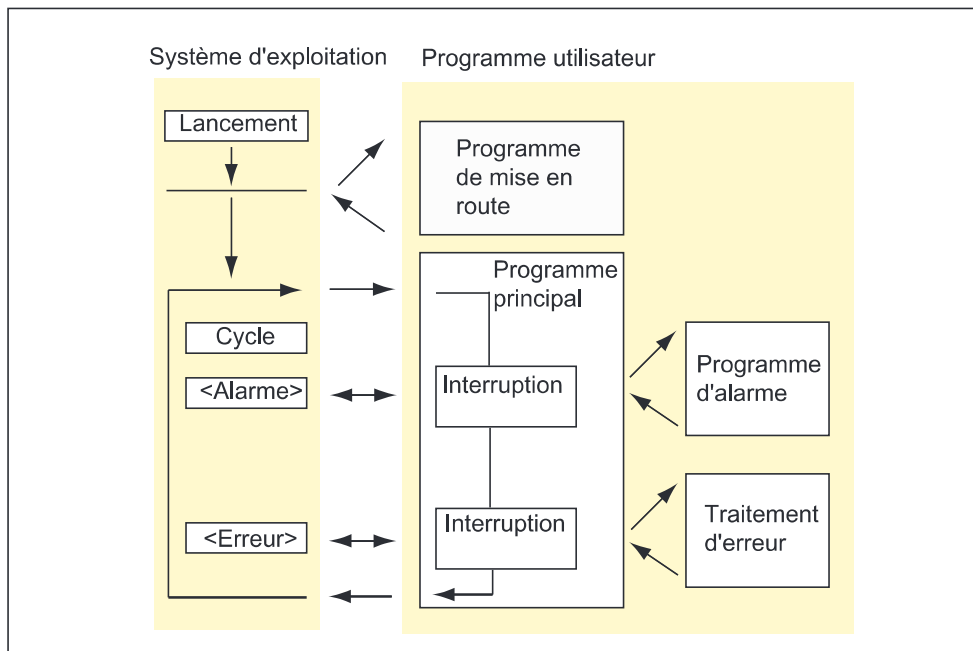 Système d'exploitation
Programme utilisateur
Lancement
Programme
de mise en
route
Programme
principal
Cycle
<Alarme>
Interruption
Programme
d'alarme
<Erreur>
Interruption
Traitement
d'erreur